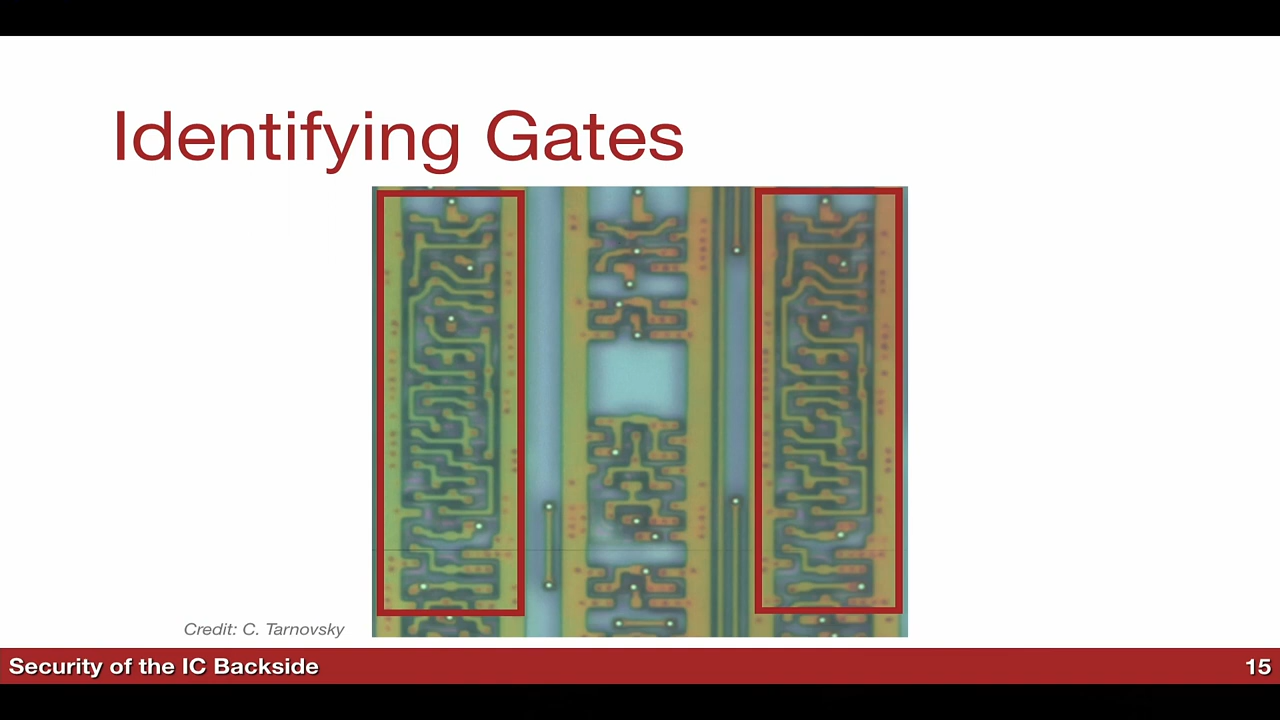 Identifying Gates
Credit: C. Tarnovsky
Security of the IC Backside
15